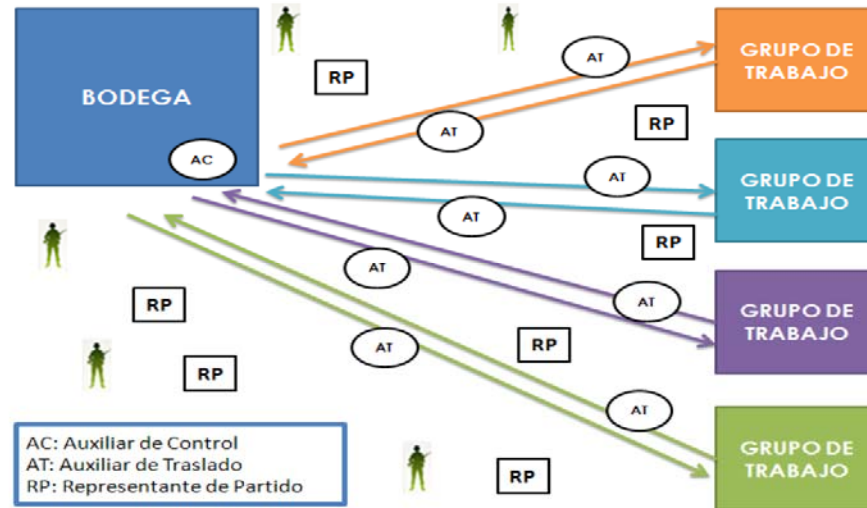 BODEGA
AC
RP
AT
AT
GRUPO DE
TRABAJO
RP
AT
AT
GRUPO DE
TRABAJO
RP
AT
AT
GRUPO DE
TRABAJO
RP
RP
AT
RP
AT
GRUPO DE
TRABAJO
RP
AC: Auxiliar de Control
AT: Auxiliar de Traslado
RP: Representante de Partido